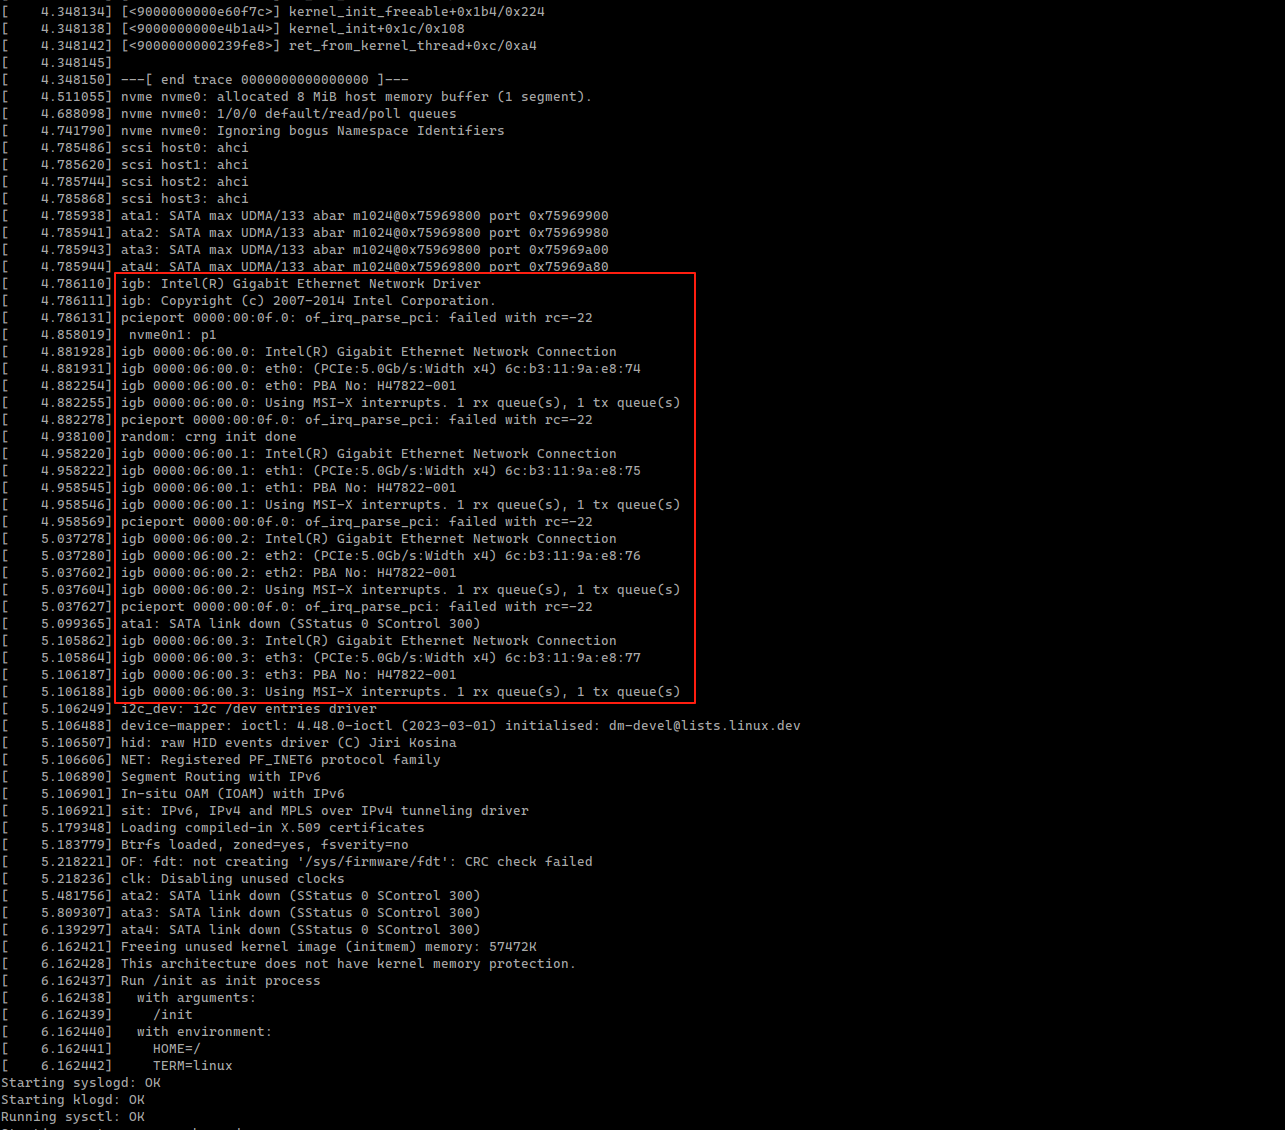 [    4.348134] [<9000000000e60f7c>] kernel_init_freeable+0x1b4/0x224
[    4.348138] [<9000000000e4b1a4>] kernel_init+0x1c/0x108
[    4.348142] [<9000000000239fe8>] ret_from_kernel_thread+0xc/0xa4
[    4.348145]
[    4.348150] ---[ end trace 0000000000000000 ]---
[    4.511055] nvme nvme0: allocated 8 MiB host memory buffer (1 segment).
[    4.688098] nvme nvme0: 1/0/0 default/read/poll queues
[    4.741790] nvme nvme0: Ignoring bogus Namespace Identifiers
[    4.785486] scsi host0: ahci
[    4.785620] scsi host1: ahci
[    4.785744] scsi host2: ahci
[    4.785868] scsi host3: ahci
[    4.785938] ata1: SATA max UDMA/133 abar m1024@0x75969800 port 0x75969900
[    4.785941] ata2: SATA max UDMA/133 abar m1024@0x75969800 port 0x75969980
[    4.785943] ata3: SATA max UDMA/133 abar m1024@0x75969800 port 0x75969a00
[    4.785944] ata4: SATA max UDMA/133 abar m1024@0x75969800 port 0x75969a80
[    4.786110] igb: Intel(R) Gigabit Ethernet Network Driver
[    4.786111] igb: Copyright (c) 2007-2014 Intel Corporation.
[    4.786131] pcieport 0000:00:0f.0: of_irq_parse_pci: failed with rc=-22
[    4.858019]  nvme0n1: p1
[    4.881928] igb 0000:06:00.0: Intel(R) Gigabit Ethernet Network Connection
[    4.881931] igb 0000:06:00.0: eth0: (PCIe:5.0Gb/s:Width x4) 6c:b3:11:9a:e8:74
[    4.882254] igb 0000:06:00.0: eth0: PBA No: H47822-001
[    4.882255] igb 0000:06:00.0: Using MSI-X interrupts. 1 rx queue(s), 1 tx queue(s)
[    4.882278] pcieport 0000:00:0f.0: of_irq_parse_pci: failed with rc=-22
[    4.938100] random: crng init done
[    4.958220] igb 0000:06:00.1: Intel(R) Gigabit Ethernet Network Connection
[    4.958222] igb 0000:06:00.1: eth1: (PCIe:5.0Gb/s:Width x4) 6c:b3:11:9a:e8:75
[    4.958545] igb 0000:06:00.1: eth1: PBA No: H47822-001
[    4.958546] igb 0000:06:00.1: Using MSI-X interrupts. 1 rx queue(s), 1 tx queue(s)
[    4.958569] pcieport 0000:00:0f.0: of_irq_parse_pci: failed with rc=-22
[    5.037278] igb 0000:06:00.2: Intel(R) Gigabit Ethernet Network Connection
[    5.037280] igb 0000:06:00.2: eth2: (PCIe:5.0Gb/s:Width x4) 6c:b3:11:9a:e8:76
[    5.037602] igb 0000:06:00.2: eth2: PBA No: H47822-001
[    5.037604] igb 0000:06:00.2: Using MSI-X interrupts. 1 rx queue(s), 1 tx queue(s)
[    5.037627] pcieport 0000:00:0f.0: of_irq_parse_pci: failed with rc=-22
[    5.099365] ata1: SATA link down (SStatus 0 SControl 300)
[    5.105862] igb 0000:06:00.3: Intel(R) Gigabit Ethernet Network Connection
[    5.105864] igb 0000:06:00.3: eth3: (PCIe:5.0Gb/s:Width x4) 6c:b3:11:9a:e8:77
[    5.106187] igb 0000:06:00.3: eth3: PBA No: H47822-001
[    5.106188] igb 0000:06:00.3: Using MSI-X interrupts. 1 rx queue(s), 1 tx queue(s)
[    5.106249] i2c_dev: i2c /dev entries driver
[    5.106488] device-mapper: ioctl: 4.48.0-ioctl (2023-03-01) initialised: dm-devel@lists.linux.dev
[    5.106507] hid: raw HID events driver (C) Jiri Kosina
[    5.106606] NET: Registered PF_INET6 protocol family
[    5.106890] Segment Routing with IPv6
[    5.106901] In-situ OAM (IOAM) with IPv6
[    5.106921] sit: IPv6, IPv4 and MPLS over IPv4 tunneling driver
[    5.179348] Loading compiled-in X.509 certificates
[    5.183779] Btrfs loaded, zoned=yes, fsverity=no
[    5.218221] OF: fdt: not creating '/sys/firmware/fdt': CRC check failed
[    5.218236] clk: Disabling unused clocks
[    5.481756] ata2: SATA link down (SStatus 0 SControl 300)
[    5.809307] ata3: SATA link down (SStatus 0 SControl 300)
[    6.139297] ata4: SATA link down (SStatus 0 SControl 300)
[    6.162421] Freeing unused kernel image (initmem) memory: 57472K
[    6.162428] This architecture does not have kernel memory protection.
[    6.162437] Run /init as init process
[    6.162438]   with arguments:
[    6.162439]     /init
[    6.162440]   with environment:
[    6.162441]     HOME=/
[    6.162442]     TERM=linux
Starting syslogd: OK
Starting klogd: OK
Running sysctl: OK